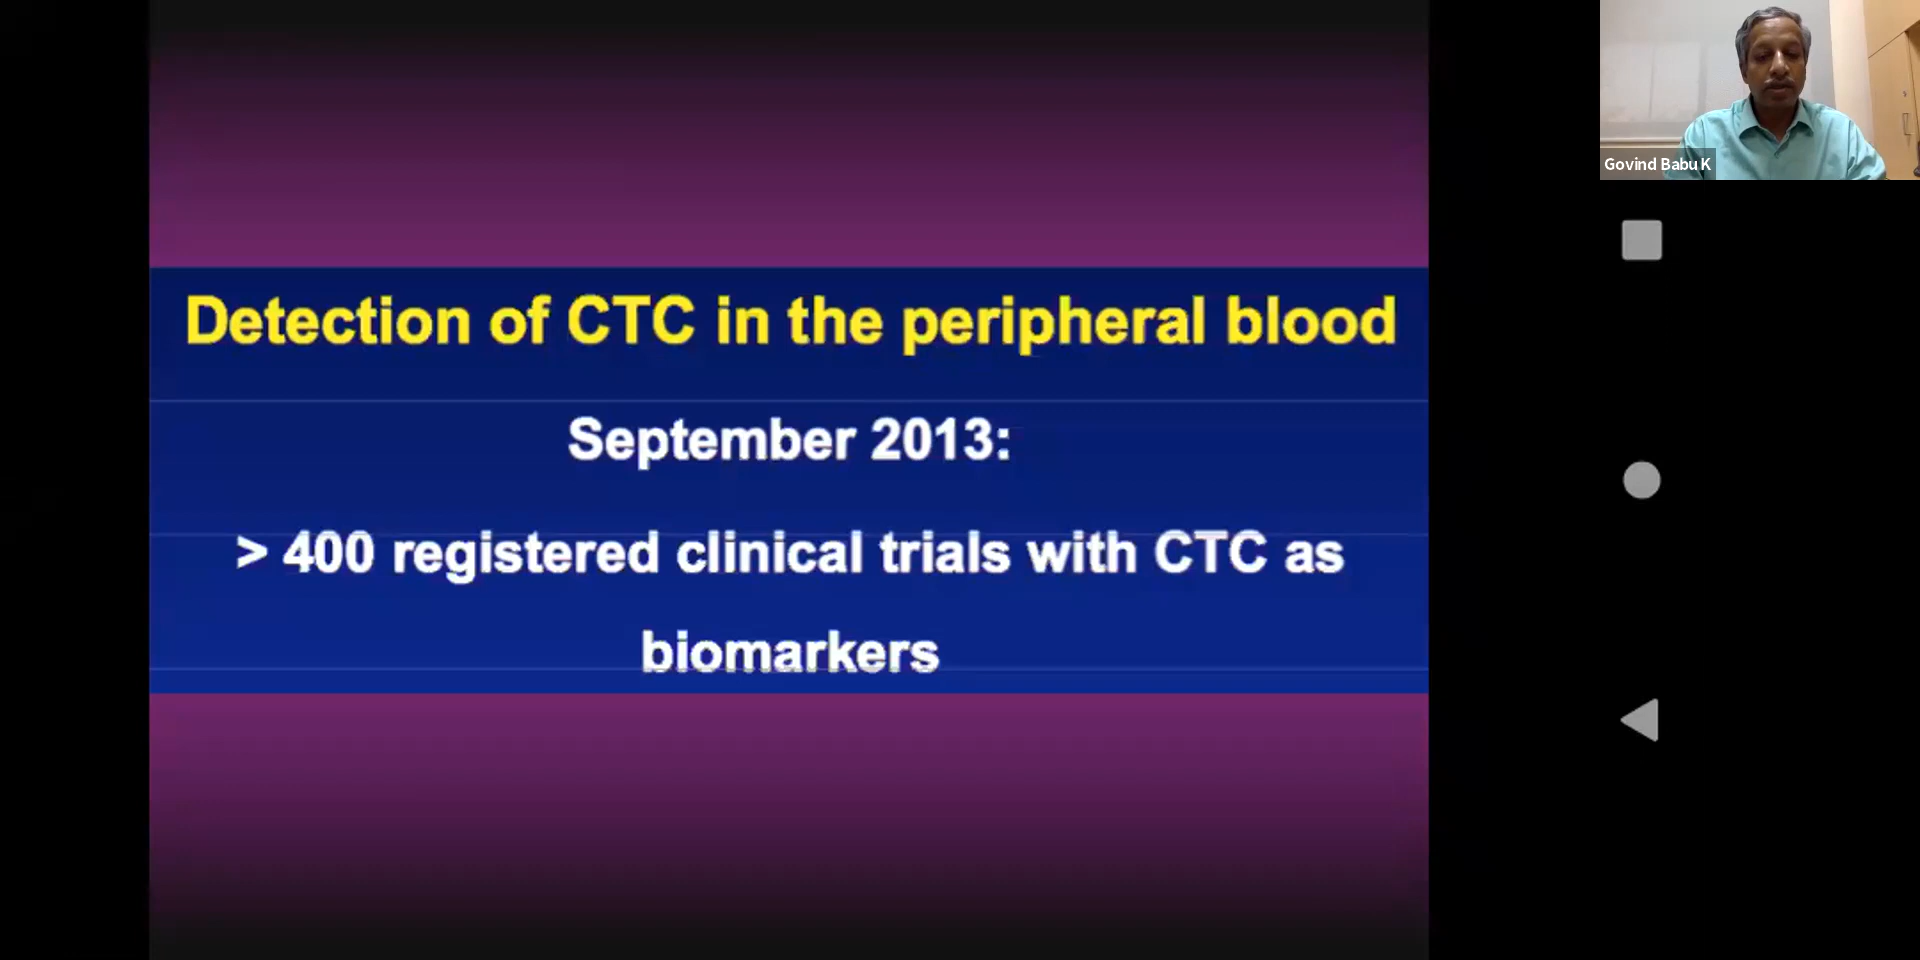 Detection of CTC in the peripheral blood
September 2013:
> 400 registered clinical trials with CTC as
biomarkers
Govind Babu K